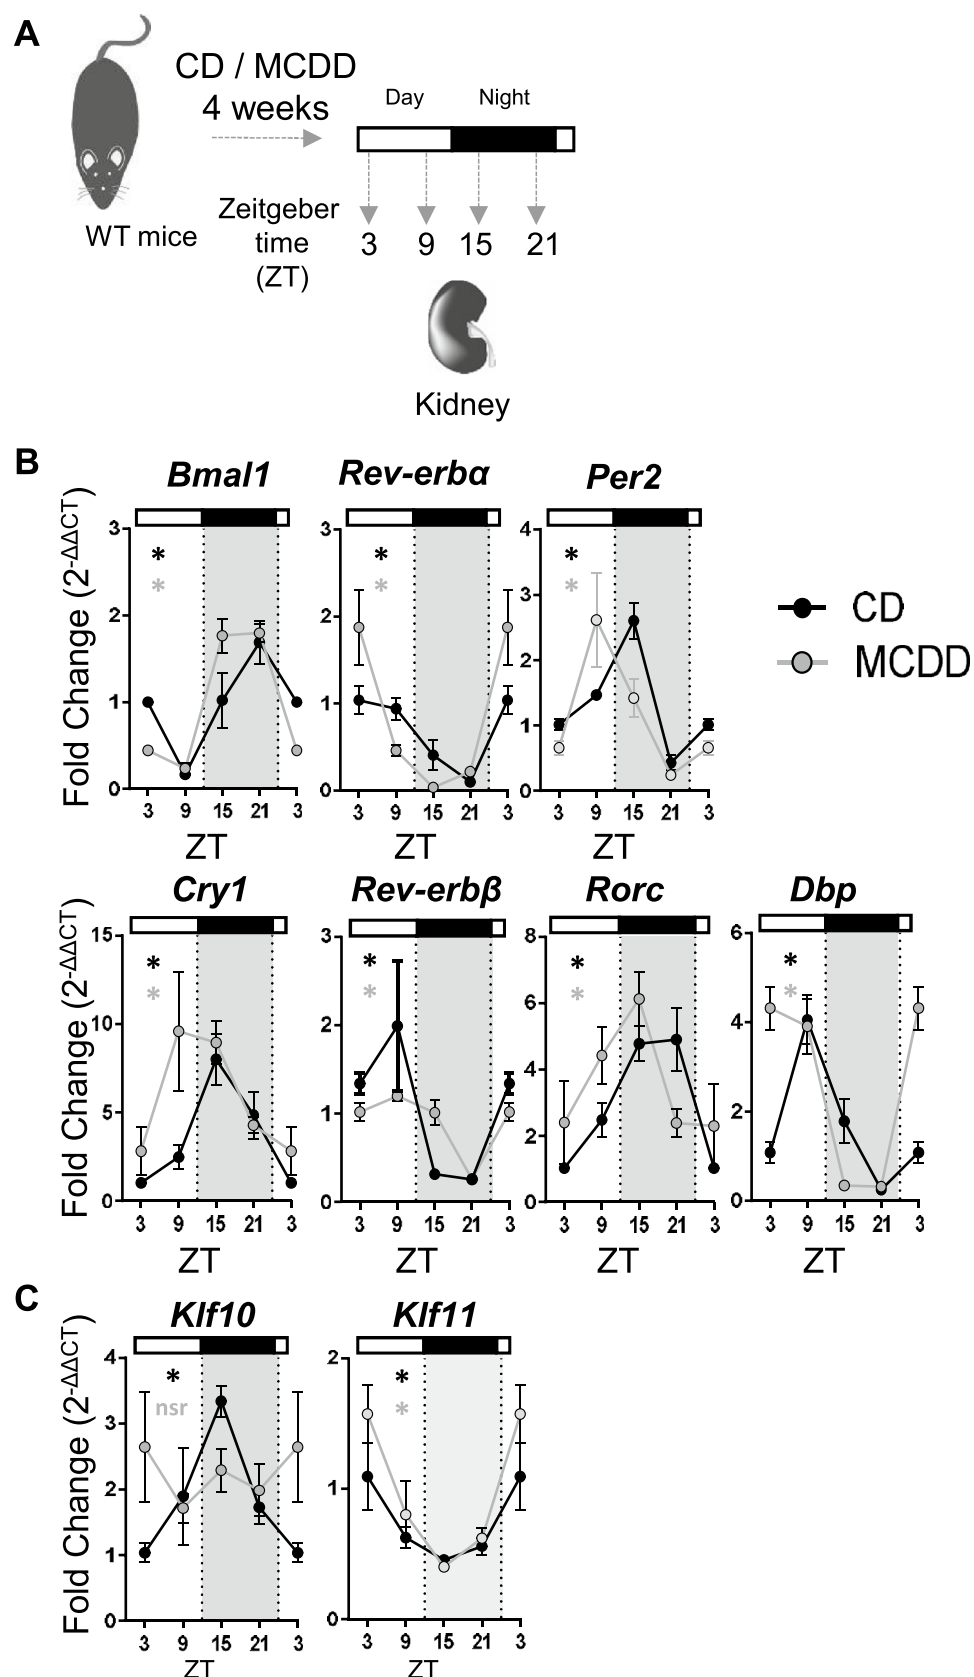 A
CD / MCDD
4 weeks
Day
Night
WT mice
Zeitgeber
time
(ZT)
3 9 15 21
Kidney
B
Bmal1
Rev-erbα
Per2
Fold Change (2-ΔΔCT)
3
2
1
0
*
*
3 9 15 21 3
ZT
3
2
1
0
*
*
3 9 15 21 3
ZT
4
3
2
1
0
*
*
3 9 15 21 3
ZT
CD
MCDD
Cry1
Rev-erbβ
Rorc
Dbp
Fold Change (2-ΔΔCT)
15
10
5
0
*
*
3 9 15 21 3
ZT
3
2
1
0
*
*
3 9 15 21 3
ZT
8
6
4
2
0
*
*
3 9 15 21 3
ZT
6
4
2
0
*
*
3 9 15 21 3
ZT
C
Klf10
Klf11
Fold Change (2-ΔΔCT)
4
3
2
1
0
*
nsr
3 9 15 21 3
ZT
2
1
0
*
*
3 9 15 21 3
ZT